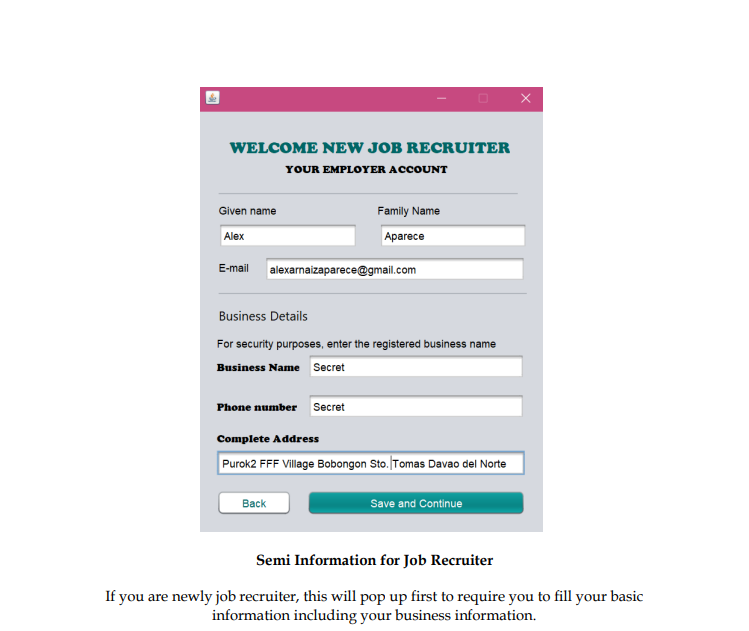 WELCOME NEW JOB RECRUITER
YOUR EMPLOYER ACCOUNT
Given name Family Name
Alex Aparece
E-mail alexarnaizaparece@gmail.com
Business Details
For security purposes, enter the registered business name
Business Name Secret
Phone number Secret
Complete Address
Purok2 FFF Village Bobongon Sto. Tomas Davao del Norte
Back Save and Continue
Semi Information for Job Recruiter
If you are newly job recruiter, this will pop up first to require you to fill your basic
information including your business information.